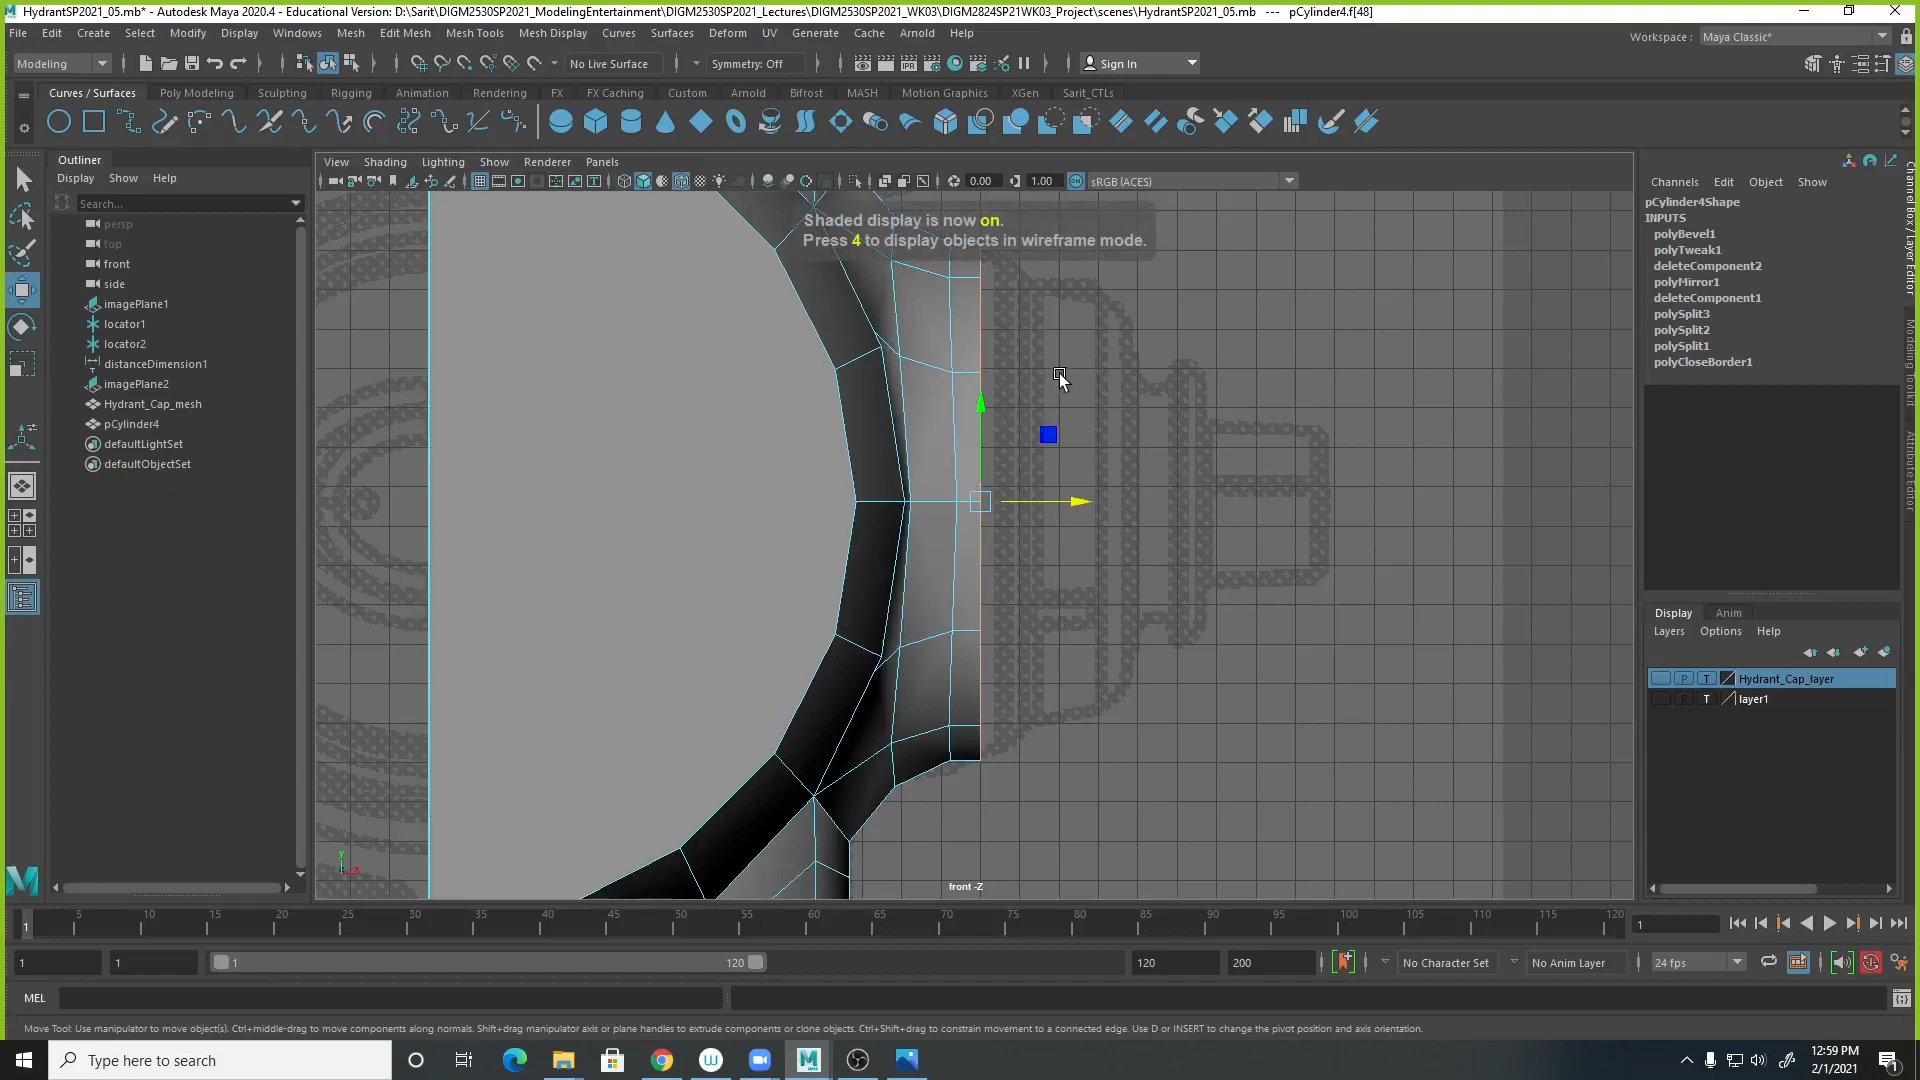 HydrantSP2021_05.mb* - Autodesk Maya 2020.4 - Educational Version: D:\Sarit\DIGM2530SP2021_ModelingEntertainment\DIGM2530SP2021_Lectures\DIGM2530SP2021_WK03\DIGM2824SP21WK03_Project\scenes\HydrantSP2021_05.mb --- pCylinder4.f[48]
File Edit Create Select Modify Display Windows Mesh Edit Mesh Mesh Tools Mesh Display Curves Surfaces Deform UV Generate Cache Arnold Help
Workspace : Maya Classic*
Modeling
No Live Surface
Symmetry: Off
Sign In
Curves / Surfaces Poly Modeling Sculpting Rigging Animation Rendering FX FX Caching Custom Arnold Bifrost MASH Motion Graphics XGen Sarit_CTLs
Outliner
Display Show Help
Search...
persp
top
front
side
imagePlane1
locator1
locator2
distanceDimension1
imagePlane2
Hydrant_Cap_mesh
pCylinder4
defaultLightSet
defaultObjectSet
View Shading Lighting Show Renderer Panels
0.00
1.00
sRGB (ACES)
Shaded display is now on.
Press 4 to display objects in wireframe mode.
y
x
front -Z
Channels Edit Object Show
pCylinder4Shape
INPUTS
polyBevel1
polyTweak1
deleteComponent2
polyMirror1
deleteComponent1
polySplit3
polySplit2
polySplit1
polyCloseBorder1
Channel Box / Layer Editor
Modeling Toolkit
Attribute Editor
Display Anim
Layers Options Help
P T Hydrant_Cap_layer
P T layer1
5 10 15 20 25 30 35 40 45 50 55 60 65 70 75 80 85 90 95 100 105 110 115 120
1
1
1
1
1
120
120
200
No Character Set
No Anim Layer
24 fps
MEL
Move Tool: Use manipulator to move object(s). Ctrl+middle-drag to move components along normals. Shift+drag manipulator axis or plane handles to extrude components or clone objects. Ctrl+Shift+drag to constrain movement to a connected edge. Use D or INSERT to change the pivot position and axis orientation.
Type here to search
12:59 PM
2/1/2021
1